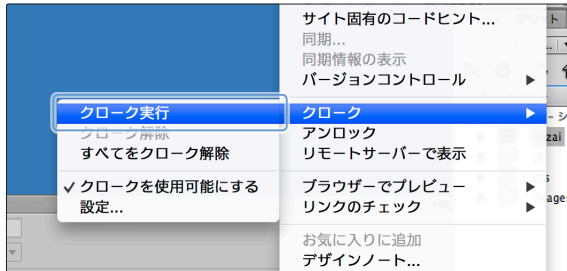 サイト固有のコードヒント...
同期...
同期情報の表示
バージョンコントロール
クローク
アンロック
リモートサーバーで表示
ブラウザーでプレビュー
リンクのチェック
お気に入りに追加
デザインノート...
クローク実行
クローク解除
すべてをクローク解除
✓ クロークを使用可能にする
設定...